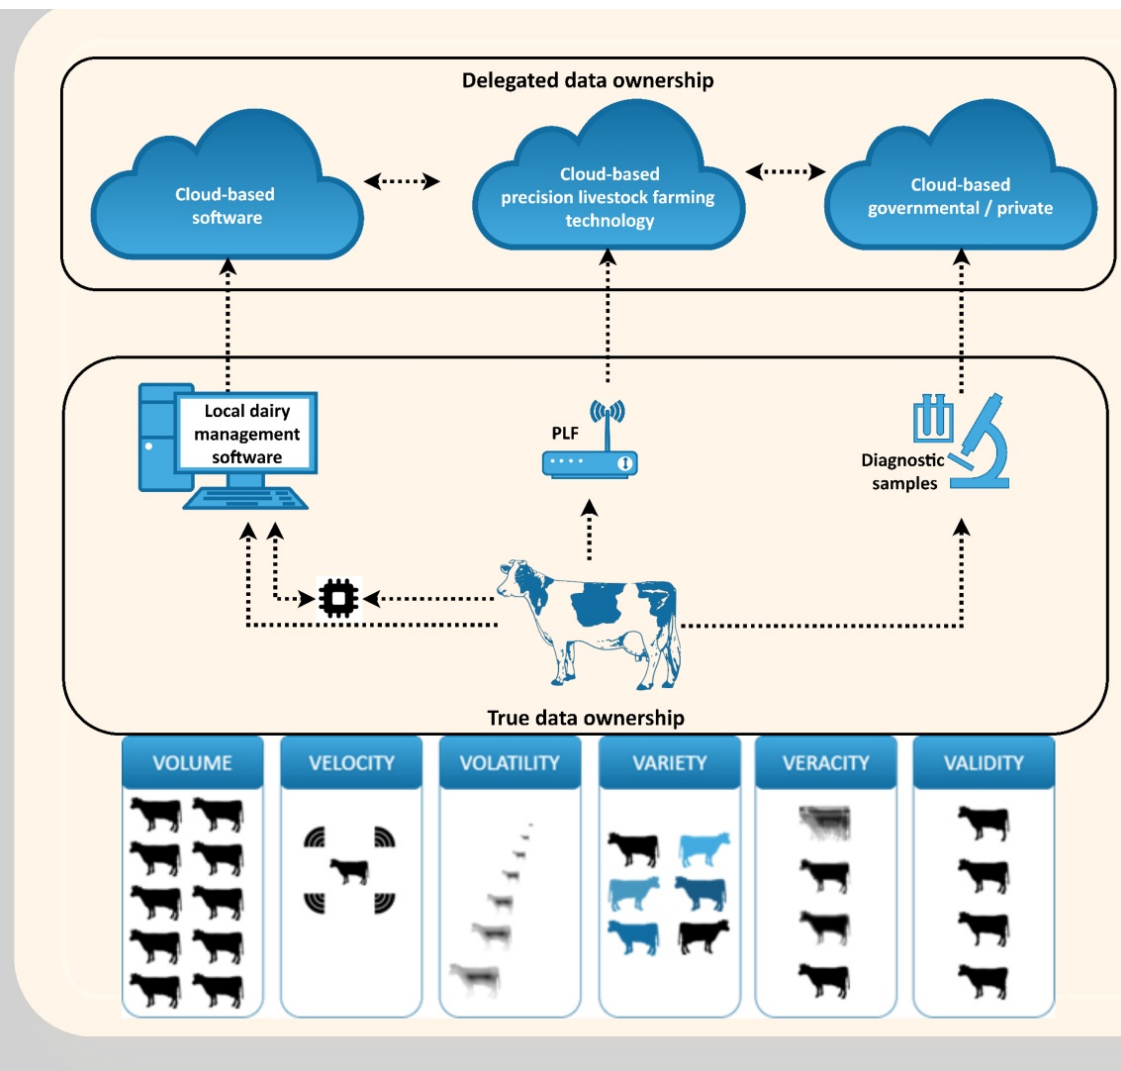 Delegated data ownership
Cloud-based
software
Cloud-based
precision livestock farming
technology
Cloud-based
governmental / private
Local dairy
management
software
PLF
Diagnostic
samples
True data ownership
VOLUME
VELOCITY
VOLATILITY
VARIETY
VERACITY
VALIDITY